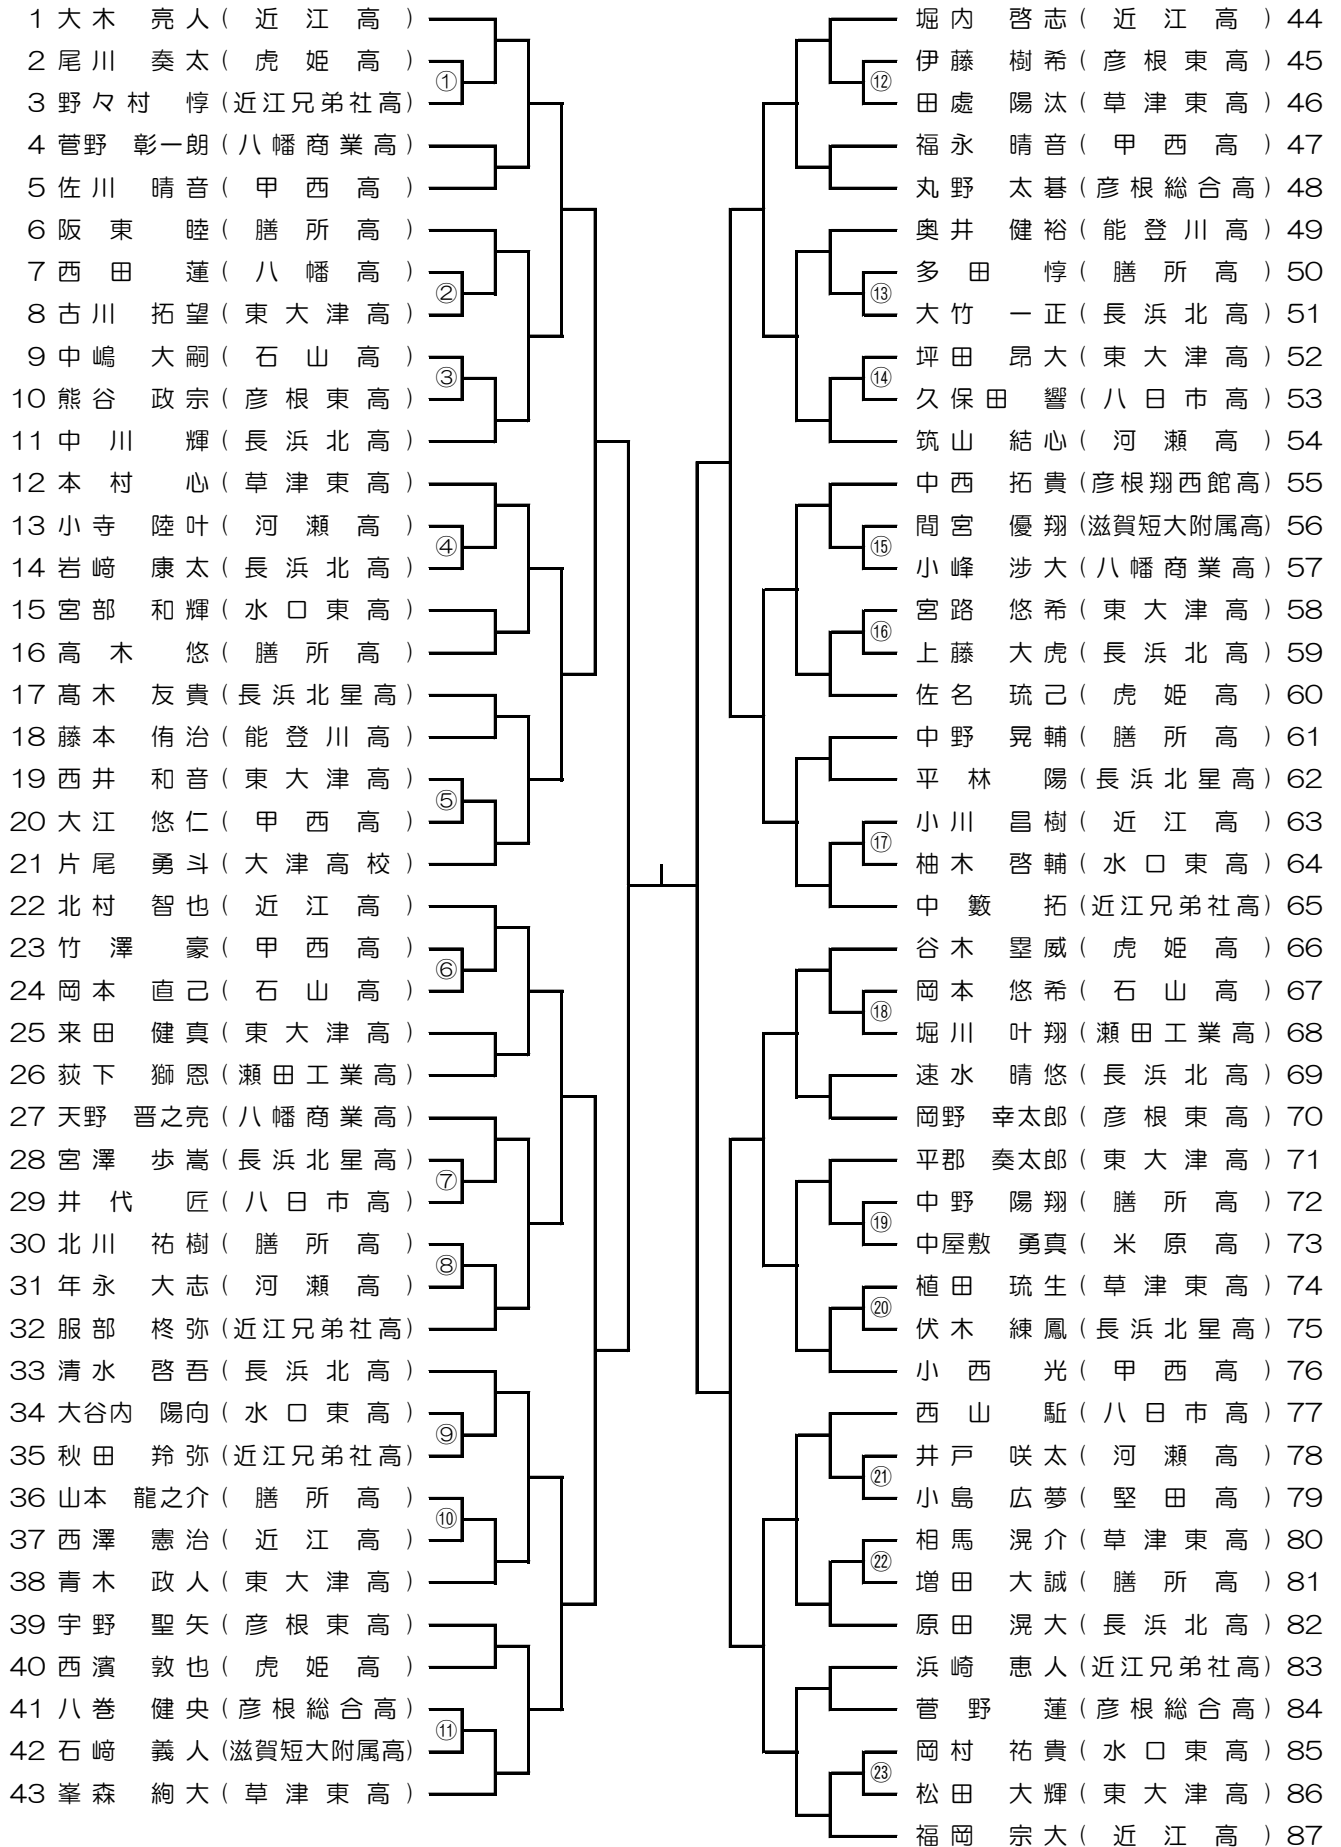 1 大木 亮人 (近江高)
2 尾川 奏太 (虎姫高)
①
3 野々村 惇 (近江兄弟社高)
4 菅野 彰一朗 (八幡商業高)
5 佐川 晴音 (甲西高)
6 阪東 睦 (膳所高)
7 西田 蓮 (八幡高)
②
8 古川 拓望 (東大津高)
9 中嶋 大嗣 (石山高)
③
10 熊谷 政宗 (彦根東高)
11 中川 輝 (長浜北高)
12 本村 心 (草津東高)
13 小寺 陸叶 (河瀬高)
④
14 岩﨑 康太 (長浜北高)
15 宮部 和輝 (水口東高)
16 高木 悠 (膳所高)
17 髙木 友貴 (長浜北星高)
18 藤本 侑治 (能登川高)
19 西井 和音 (東大津高)
⑤
20 大江 悠仁 (甲西高)
21 片尾 勇斗 (大津高校)
22 北村 智也 (近江高)
23 竹澤 豪 (甲西高)
⑥
24 岡本 直己 (石山高)
25 来田 健真 (東大津高)
26 荻下 獅恩 (瀬田工業高)
27 天野 晋之亮 (八幡商業高)
28 宮澤 歩嵩 (長浜北星高)
⑦
29 井代 匠 (八日市高)
30 北川 祐樹 (膳所高)
⑧
31 年永 大志 (河瀬高)
32 服部 柊弥 (近江兄弟社高)
33 清水 啓吾 (長浜北高)
34 大谷内 陽向 (水口東高)
⑨
35 秋田 羚弥 (近江兄弟社高)
36 山本 龍之介 (膳所高)
⑩
37 西澤 憲治 (近江高)
38 青木 政人 (東大津高)
39 宇野 聖矢 (彦根東高)
40 西濱 敦也 (虎姫高)
41 八巻 健央 (彦根総合高)
⑪
42 石﨑 義人 (滋賀短大附属高)
43 峯森 絢大 (草津東高)
堀内 啓志 (近江高) 44
伊藤 樹希 (彦根東高) 45
⑫
田處 陽汰 (草津東高) 46
福永 晴音 (甲西高) 47
丸野 太碁 (彦根総合高) 48
奥井 健裕 (能登川高) 49
多田 惇 (膳所高) 50
⑬
大竹 一正 (長浜北高) 51
坪田 昂大 (東大津高) 52
⑭
久保田 響 (八日市高) 53
筑山 結心 (河瀬高) 54
中西 拓貴 (彦根翔西館高) 55
間宮 優翔 (滋賀短大附属高) 56
⑮
小峰 渉大 (八幡商業高) 57
宮路 悠希 (東大津高) 58
⑯
上藤 大虎 (長浜北高) 59
佐名 琉己 (虎姫高) 60
中野 晃輔 (膳所高) 61
平林 陽 (長浜北星高) 62
小川 昌樹 (近江高) 63
⑰
柚木 啓輔 (水口東高) 64
中籔 拓 (近江兄弟社高) 65
谷木 塁威 (虎姫高) 66
岡本 悠希 (石山高) 67
⑱
堀川 叶翔 (瀬田工業高) 68
速水 晴悠 (長浜北高) 69
岡野 幸太郎 (彦根東高) 70
平郡 奏太郎 (東大津高) 71
中野 陽翔 (膳所高) 72
⑲
中屋敷 勇真 (米原高) 73
植田 琉生 (草津東高) 74
⑳
伏木 練鳳 (長浜北星高) 75
小西 光 (甲西高) 76
西山 駈 (八日市高) 77
井戸 咲太 (河瀬高) 78
㉑
小島 広夢 (堅田高) 79
相馬 滉介 (草津東高) 80
㉒
増田 大誠 (膳所高) 81
原田 滉大 (長浜北高) 82
浜崎 恵人 (近江兄弟社高) 83
菅野 蓮 (彦根総合高) 84
岡村 祐貴 (水口東高) 85
㉓
松田 大輝 (東大津高) 86
福岡 宗大 (近江高) 87